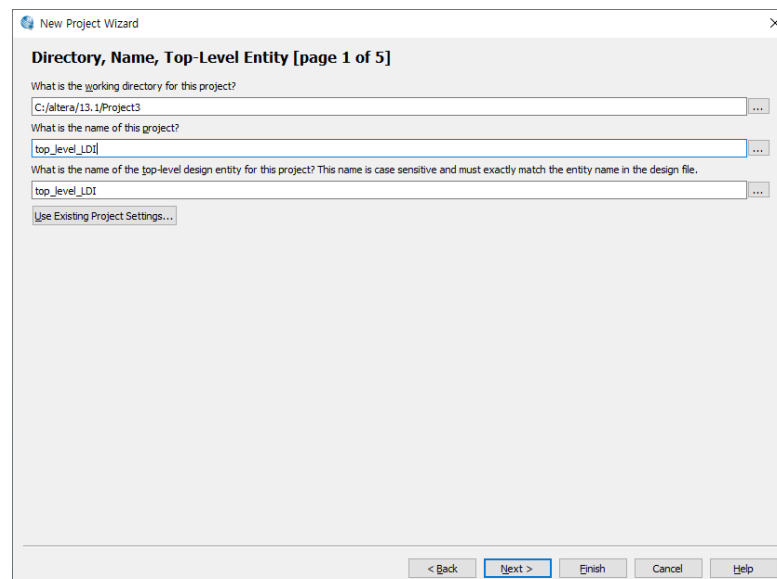 New Project Wizard
Directory, Name, Top-Level Entity [page 1 of 5]
What is the working directory for this project?
C:/altera/13.1/Project3
...
What is the name of this project?
top_level_LDI
...
What is the name of the top-level design entity for this project? This name is case sensitive and must exactly match the entity name in the design file.
top_level_LDI
...
Use Existing Project Settings...
< Back Next > Finish Cancel Help